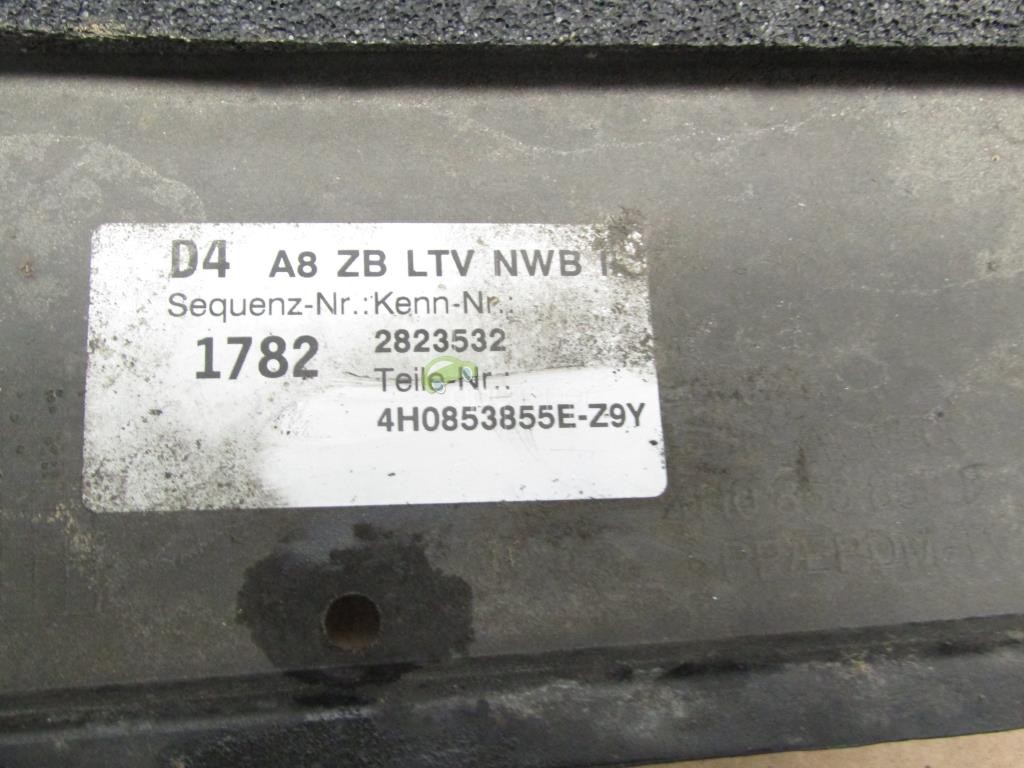 D4 A8 ZB LTV NWB
Sequenz-Nr.: Kenn-Nr.:
1782 2823532
Teile-Nr.:
4H0853855E-Z9Y